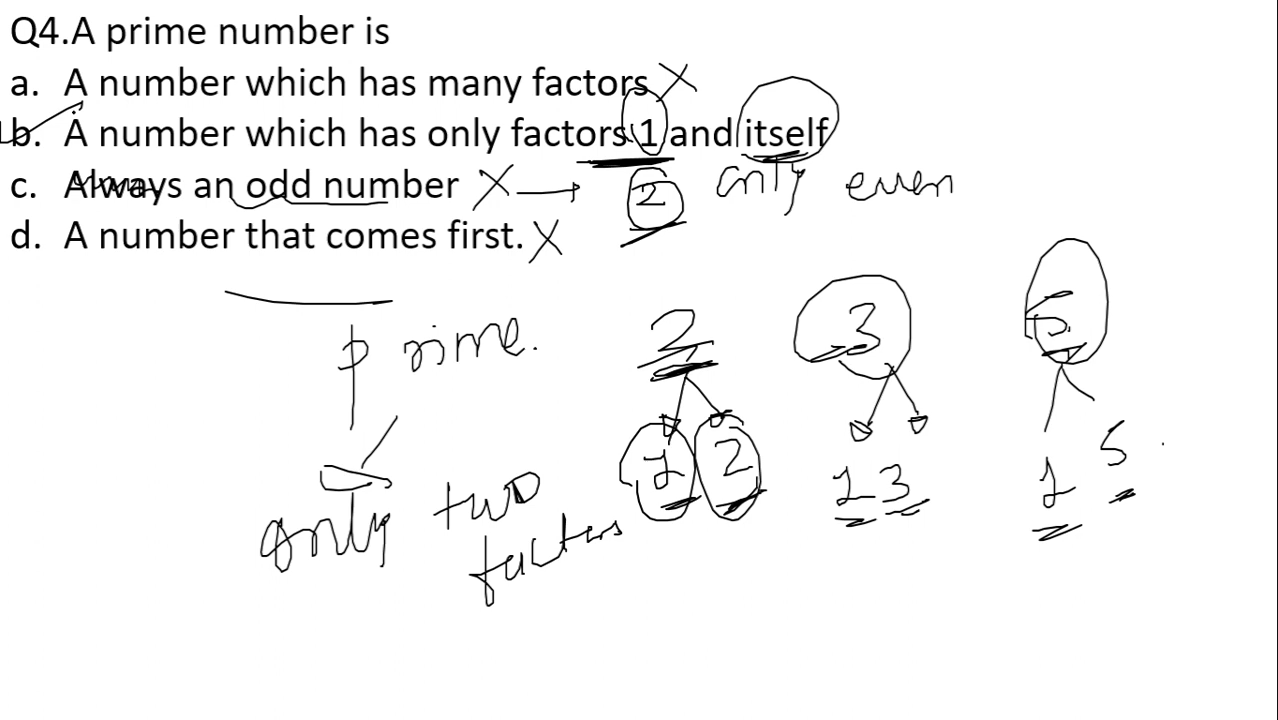 Q4.A prime number is
a. A number which has many factors X
b. A number which has only factors 1 and itself
c. Always an odd number X → 2 only even
d. A number that comes first. X
prime. 2 3 5
1 2 1 3 1 5
only two
factors